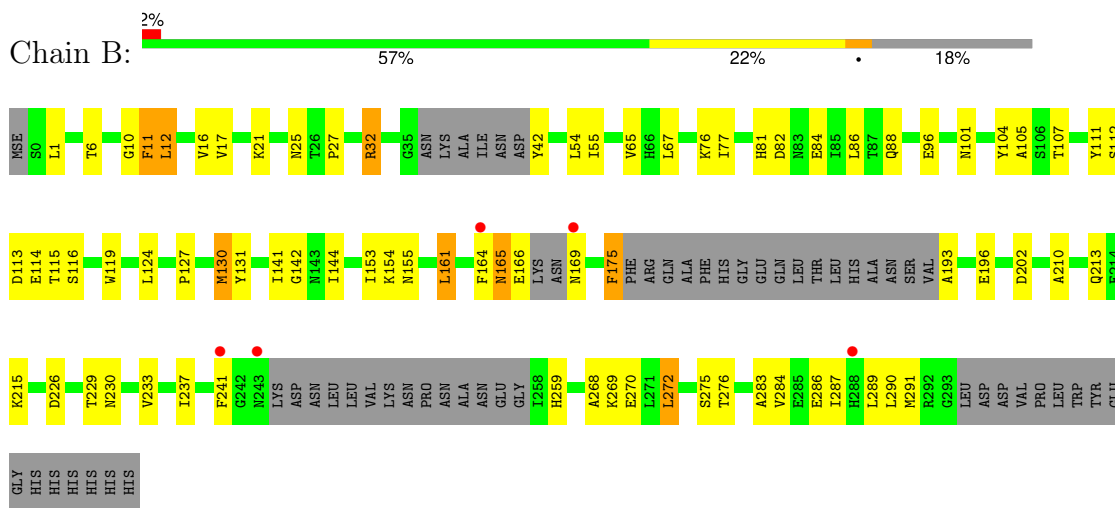 2%
Chain B:
57% 22% • 18%
MSE S0 L1 T6 G10 F11 L12 V16 V17 K21 N25 T26 P27 R32 G35 ASN LYS ALA ILE ASN ASP Y42 L54 I55 V65 H66 L67 K76 I77 H81 D82 N83 E84 I85 L86 T87 Q88 E96 N101 Y104 A105 S106 T107 Y111 S112
D113 E114 T115 S116 W119 L124 P127 M130 Y131 I141 G142 N143 I144 I153 K154 N155 L161 F164 N165 E166 LYS ASN N169 F175 PHE ARG GLN ALA PHE HIS GLY GLU GLN LEU THR LEU HIS ALA ASN SER VAL A193 E196 D202 A210 Q213 E214
K215 D226 T229 N230 V233 I237 F241 G242 N243 LYS ASP ASN LEU LEU VAL LYS ASN PRO ASN ALA ASN GLU GLY I258 H259 A268 K269 E270 L271 L272 S275 T276 A283 V284 E285 E286 I287 H288 L289 L290 M291 R292 G293 LEU ASP ASP VAL PRO LEU TRP TYR GLU
GLY HIS HIS HIS HIS HIS HIS